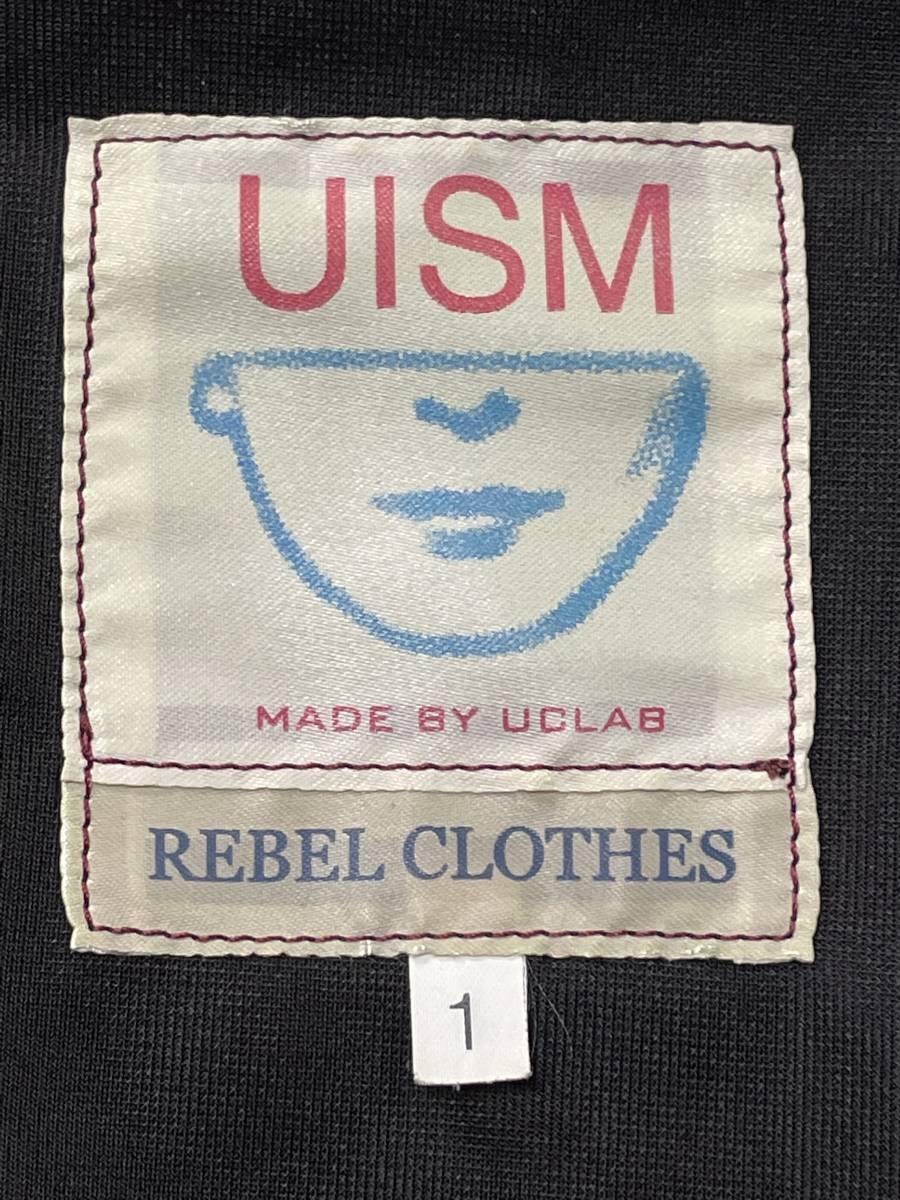 UISM
MADE BY UCLAB
REBEL CLOTHES
1